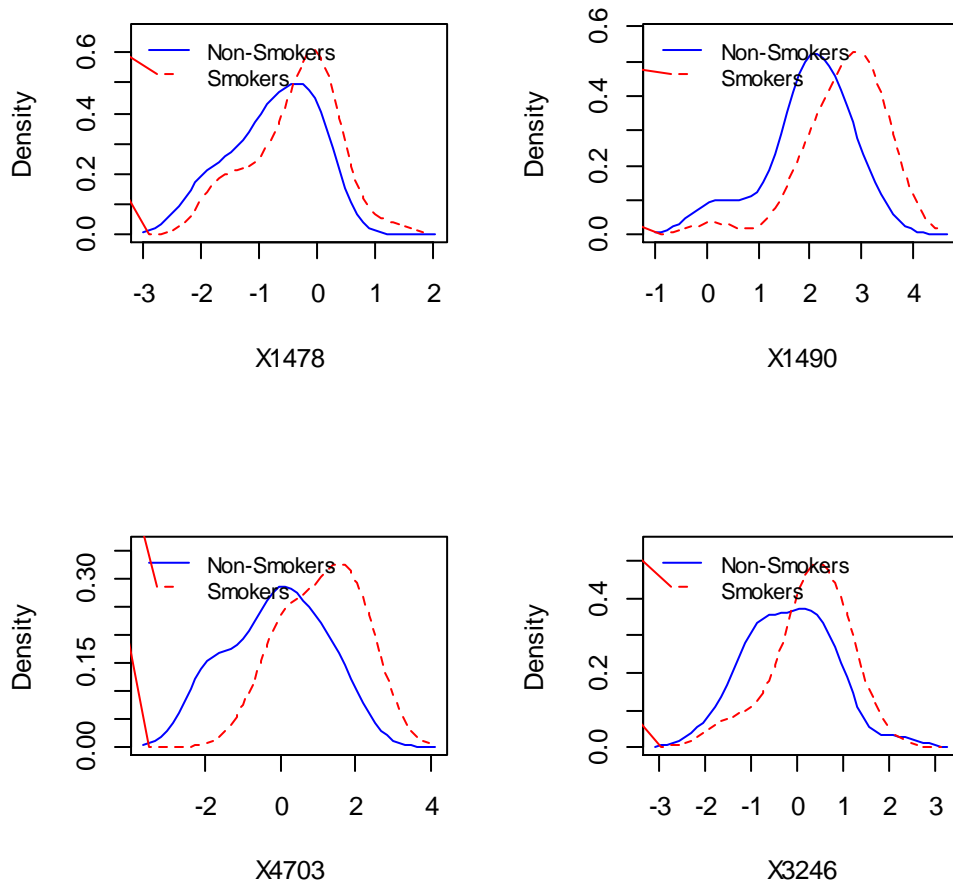 Density
0.0 0.2 0.4 0.6
Non-Smokers
Smokers
-3 -2 -1 0 1 2
X1478
Density
0.0 0.2 0.4 0.6
Non-Smokers
Smokers
-1 0 1 2 3 4
X1490
Density
0.00 0.15 0.30
Non-Smokers
Smokers
-2 0 2 4
X4703
Density
0.0 0.2 0.4
Non-Smokers
Smokers
-3 -2 -1 0 1 2 3
X3246